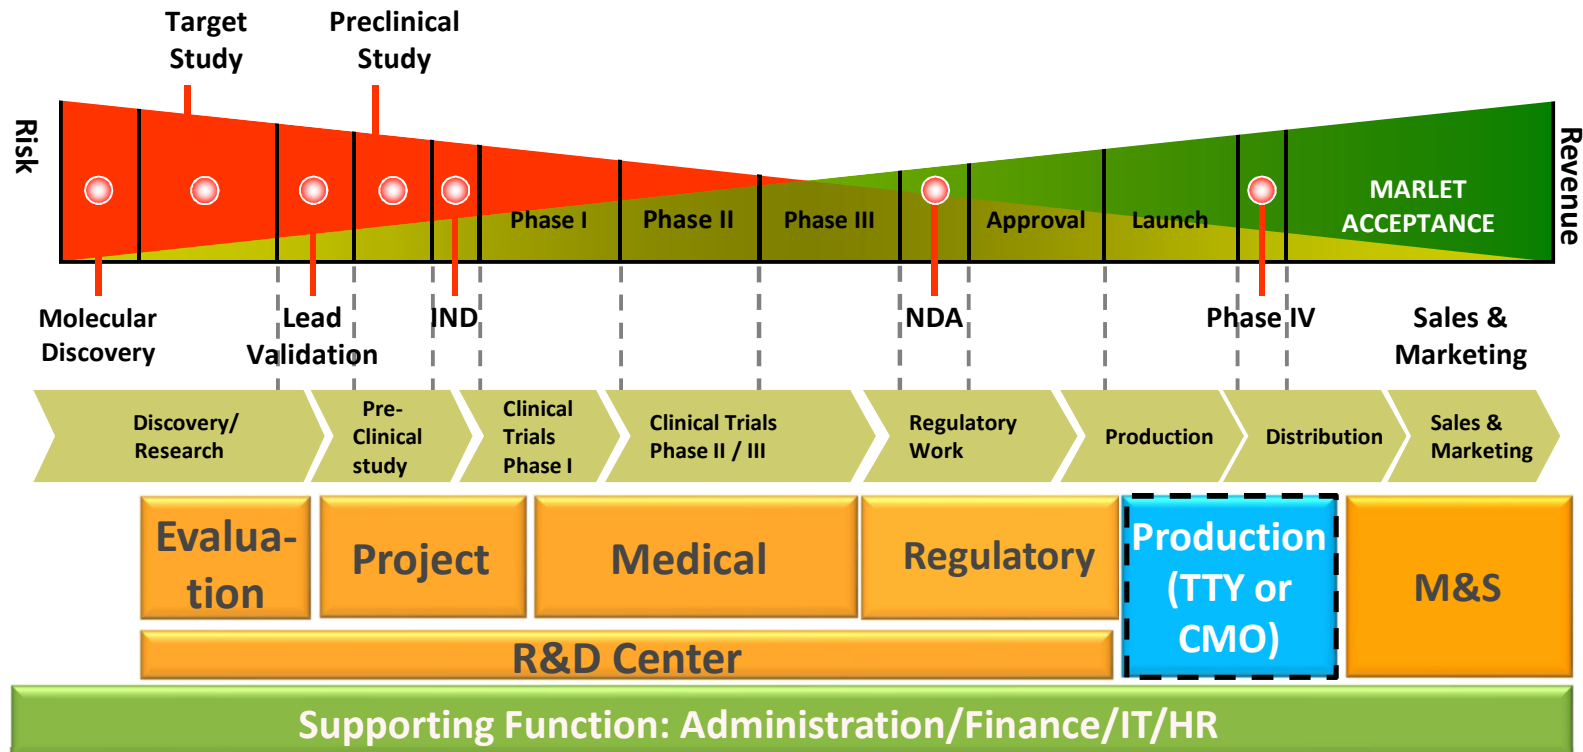 Target
Study
Preclinical
Study
Risk
Revenue
Phase I
Phase II
Phase III
Approval
Launch
MARLET
ACCEPTANCE
Molecular
Discovery
Lead
Validation
IND
NDA
Phase IV
Sales &
Marketing
Discovery/
Research
Pre-
Clinical
study
Clinical
Trials
Phase I
Clinical Trials
Phase II / III
Regulatory
Work
Production
Distribution
Sales &
Marketing
Evalua-
tion
Project
Medical
Regulatory
Production
(TTY or
CMO)
M&S
R&D Center
Supporting Function: Administration/Finance/IT/HR